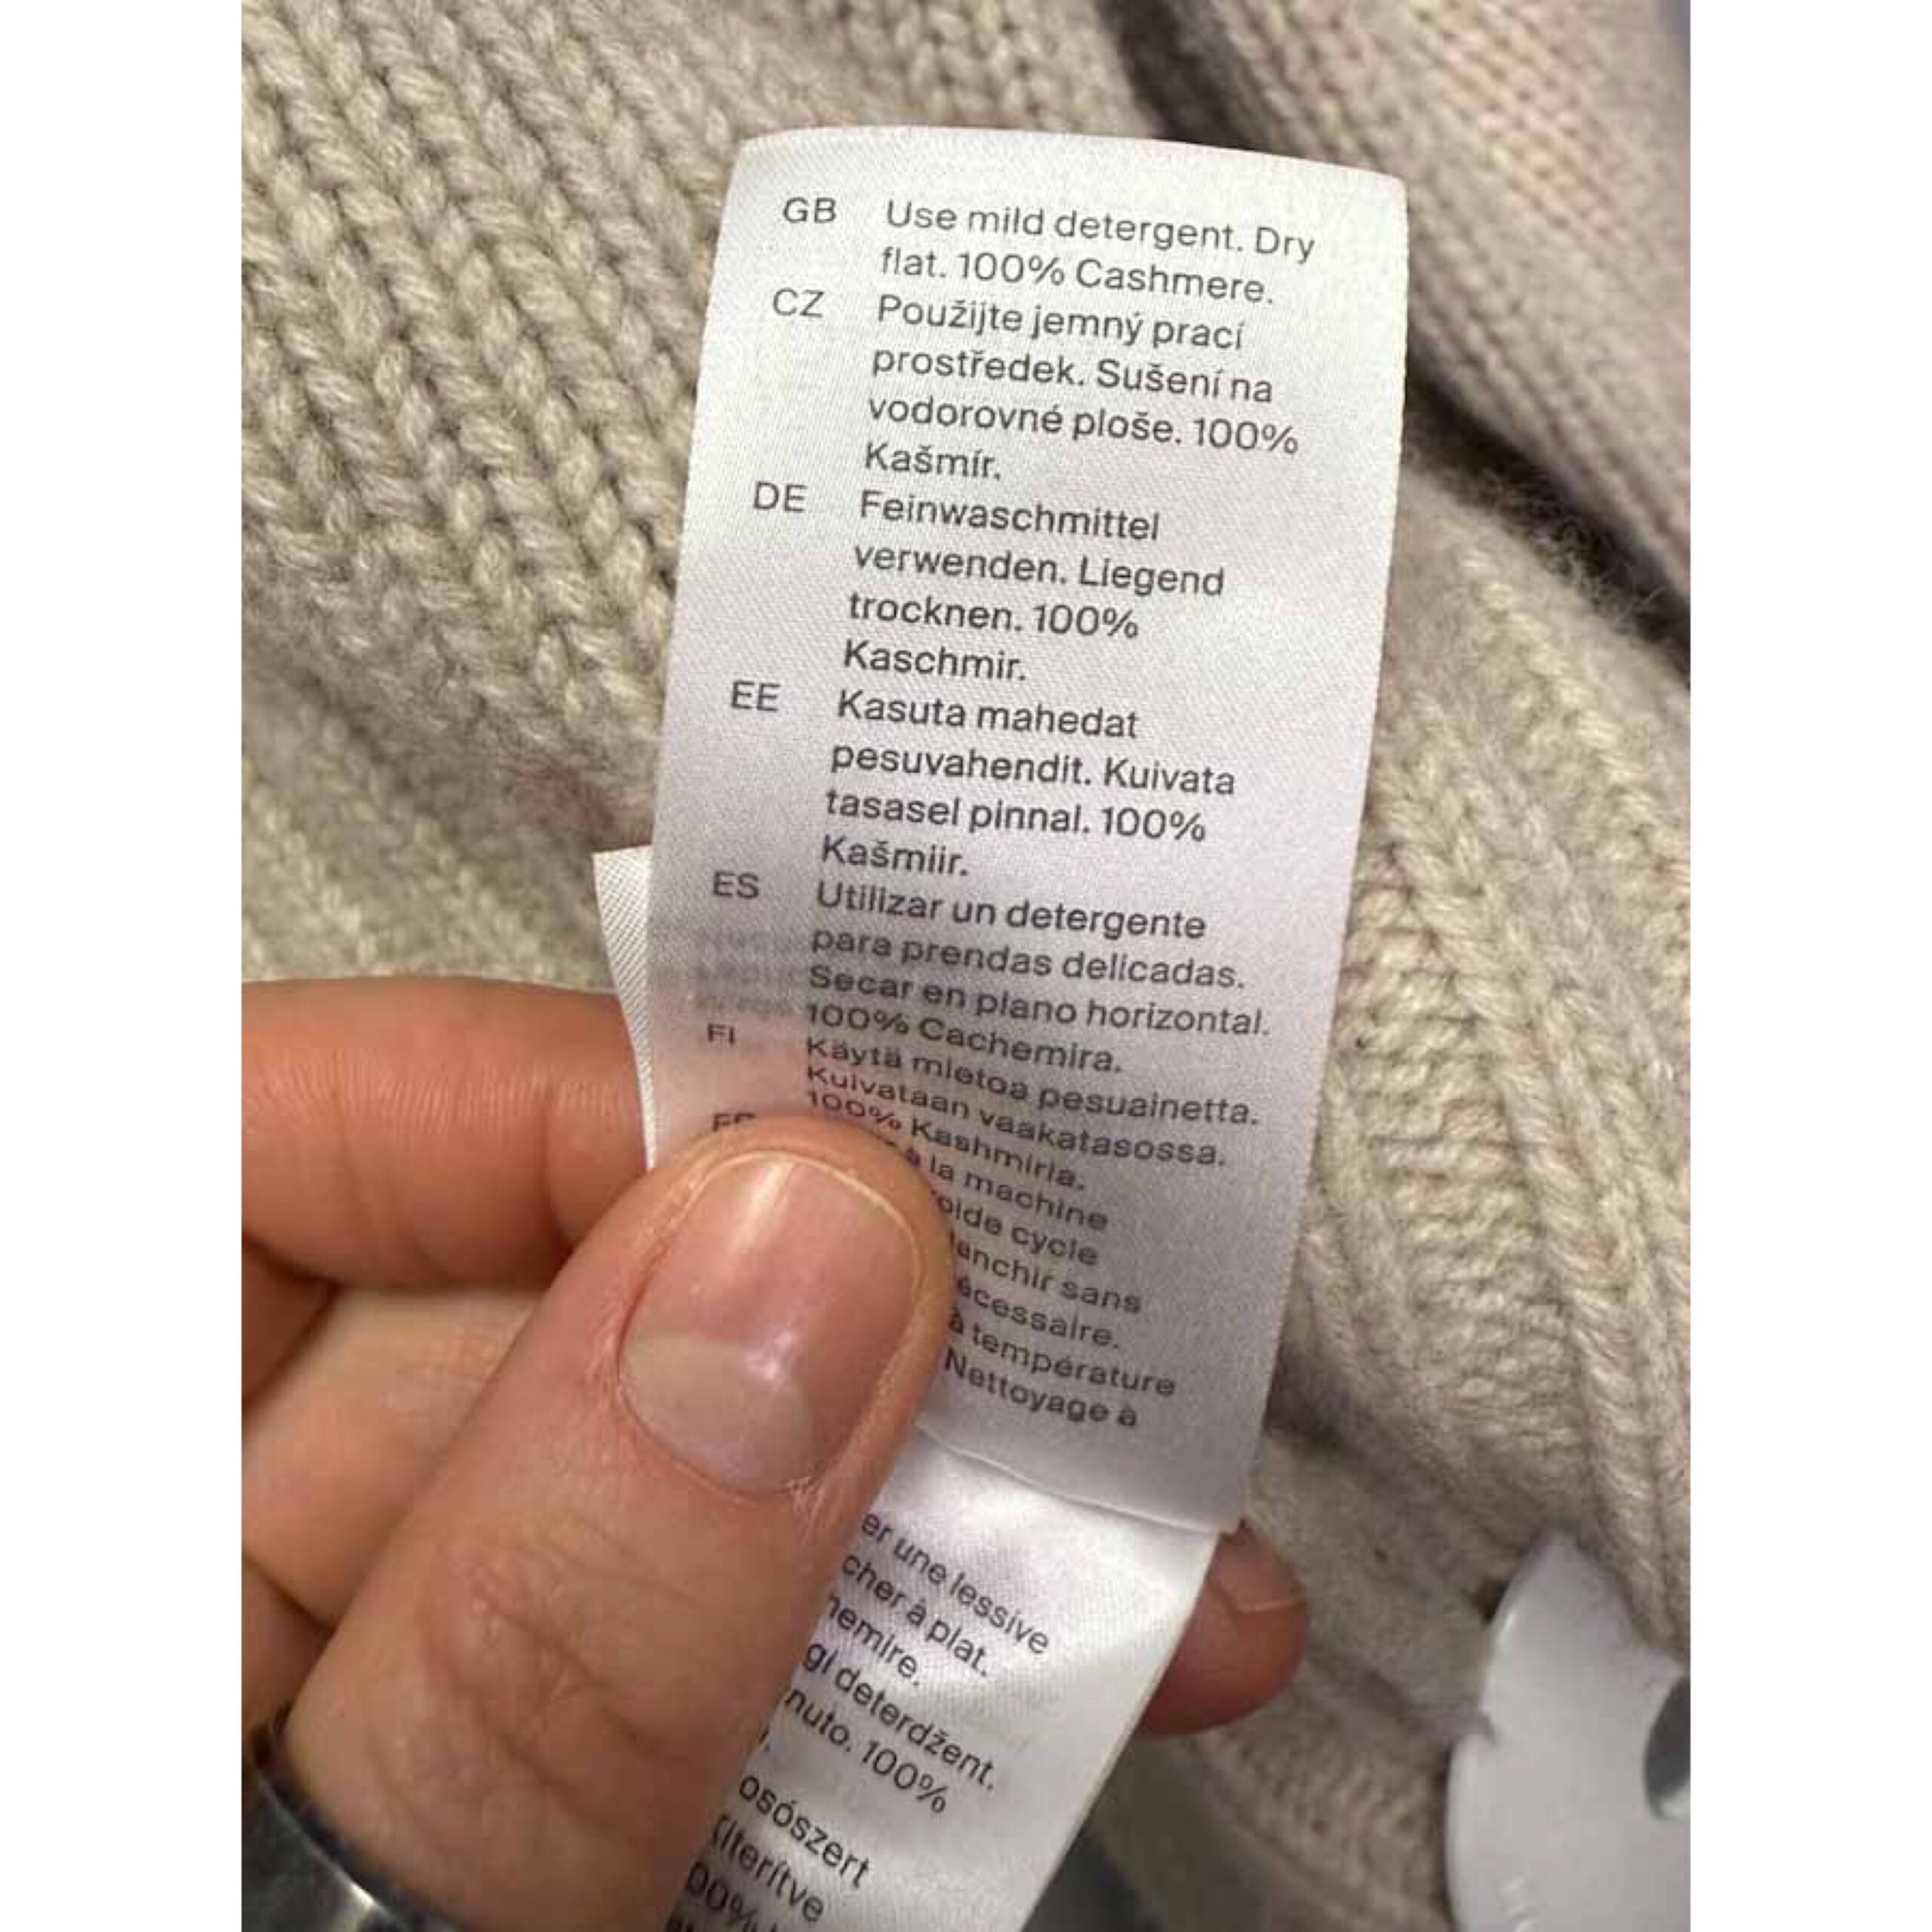 GB Use mild detergent. Dry
flat. 100% Cashmere.
CZ Použijte jemný prací
prostředek. Sušení na
vodorovné ploše. 100%
Kašmír.
DE Feinwaschmittel
verwenden. Liegend
trocknen. 100%
Kaschmir.
EE Kasuta mahedat
pesuvahendit. Kuivata
tasasel pinnal. 100%
Kašmiir.
ES Utilizar un detergente
para prendas delicadas.
Secar en plano horizontal.
100% Cachemira.
FI Käytä mietoa pesuainetta.
Kuivataan vaakatasossa.
100% Kashmiria.
à la machine
cycle
sans
à température
Nettoyage à
une lessive
à plat.
deterdžent.
100%